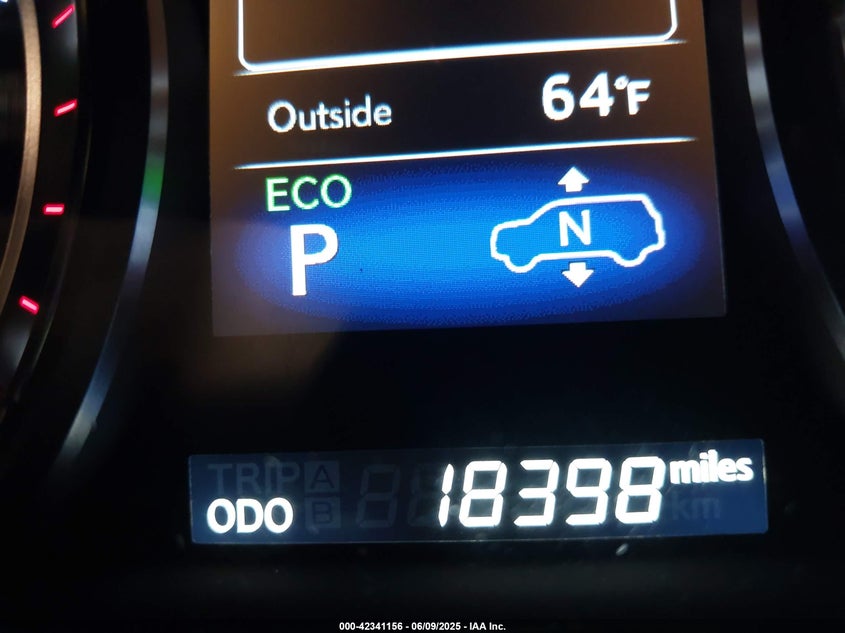 Outside 64°F
ECO
P N
TRIP A
ODO B 18398 miles
km
000-42341156 - 06/09/2025 - IAA Inc.